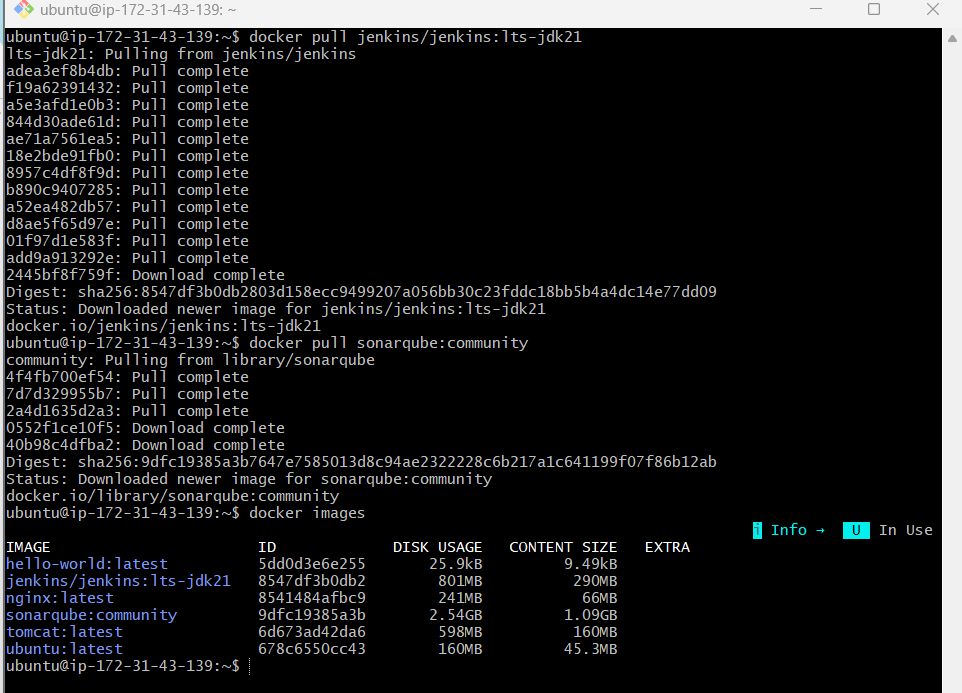 ubuntu@ip-172-31-43-139: ~
ubuntu@ip-172-31-43-139:~$ docker pull jenkins/jenkins:lts-jdk21
lts-jdk21: Pulling from jenkins/jenkins
adea3ef8b4db: Pull complete
f19a62391432: Pull complete
a5e3afd1e0b3: Pull complete
844d30ade61d: Pull complete
ae71a7561ea5: Pull complete
18e2bde91fb0: Pull complete
8957c4df8f9d: Pull complete
b890c9407285: Pull complete
a52ea482db57: Pull complete
d8ae5f65d97e: Pull complete
01f97d1e583f: Pull complete
add9a913292e: Pull complete
2445bf8f759f: Download complete
Digest: sha256:8547df3b0db2803d158ecc9499207a056bb30c23fddc18bb5b4a4dc14e77dd09
Status: Downloaded newer image for jenkins/jenkins:lts-jdk21
docker.io/jenkins/jenkins:lts-jdk21
ubuntu@ip-172-31-43-139:~$ docker pull sonarqube:community
community: Pulling from library/sonarqube
4f4fb700ef54: Pull complete
7d7d329955b7: Pull complete
2a4d1635d2a3: Pull complete
0552f1ce10f5: Download complete
40b98c4dfba2: Download complete
Digest: sha256:9dfc19385a3b7647e7585013d8c94ae2322228c6b217a1c641199f07f86b12ab
Status: Downloaded newer image for sonarqube:community
docker.io/library/sonarqube:community
ubuntu@ip-172-31-43-139:~$ docker images
i Info → U In Use
IMAGE ID DISK USAGE CONTENT SIZE EXTRA
hello-world:latest 5dd0d3e6e255 25.9kB 9.49kB
jenkins/jenkins:lts-jdk21 8547df3b0db2 801MB 290MB
nginx:latest 8541484afbc9 241MB 66MB
sonarqube:community 9dfc19385a3b 2.54GB 1.09GB
tomcat:latest 6d673ad42da6 598MB 160MB
ubuntu:latest 678c6550cc43 160MB 45.3MB
ubuntu@ip-172-31-43-139:~$